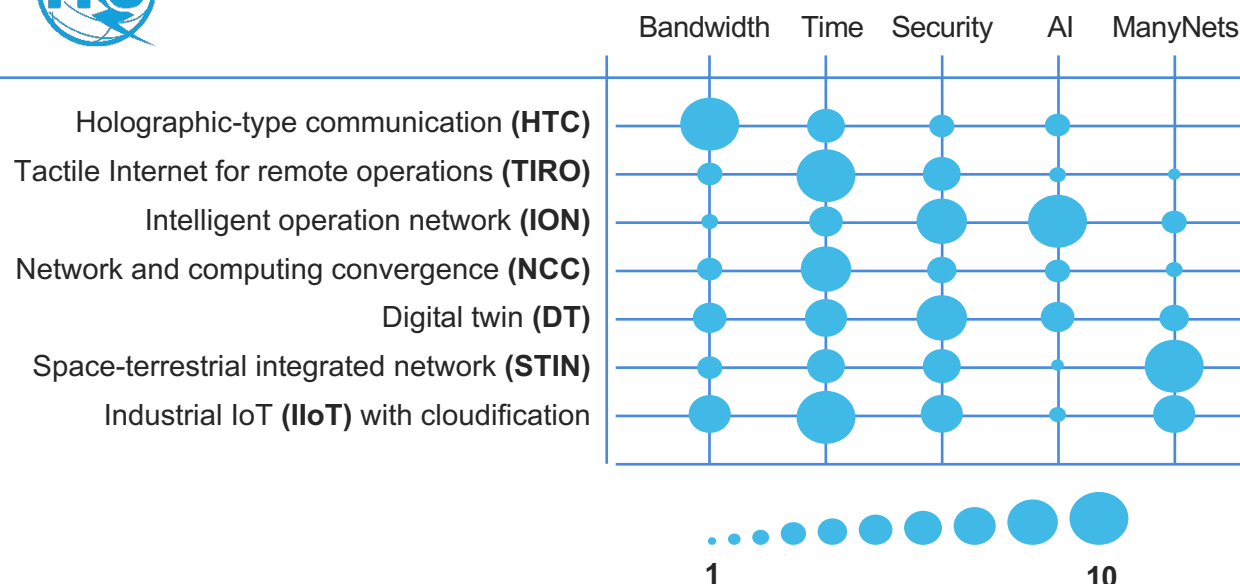 Bandwidth Time Security AI ManyNets
Holographic-type communication (HTC)
Tactile Internet for remote operations (TIRO)
Intelligent operation network (ION)
Network and computing convergence (NCC)
Digital twin (DT)
Space-terrestrial integrated network (STIN)
Industrial IoT (IIoT) with cloudification
1 10